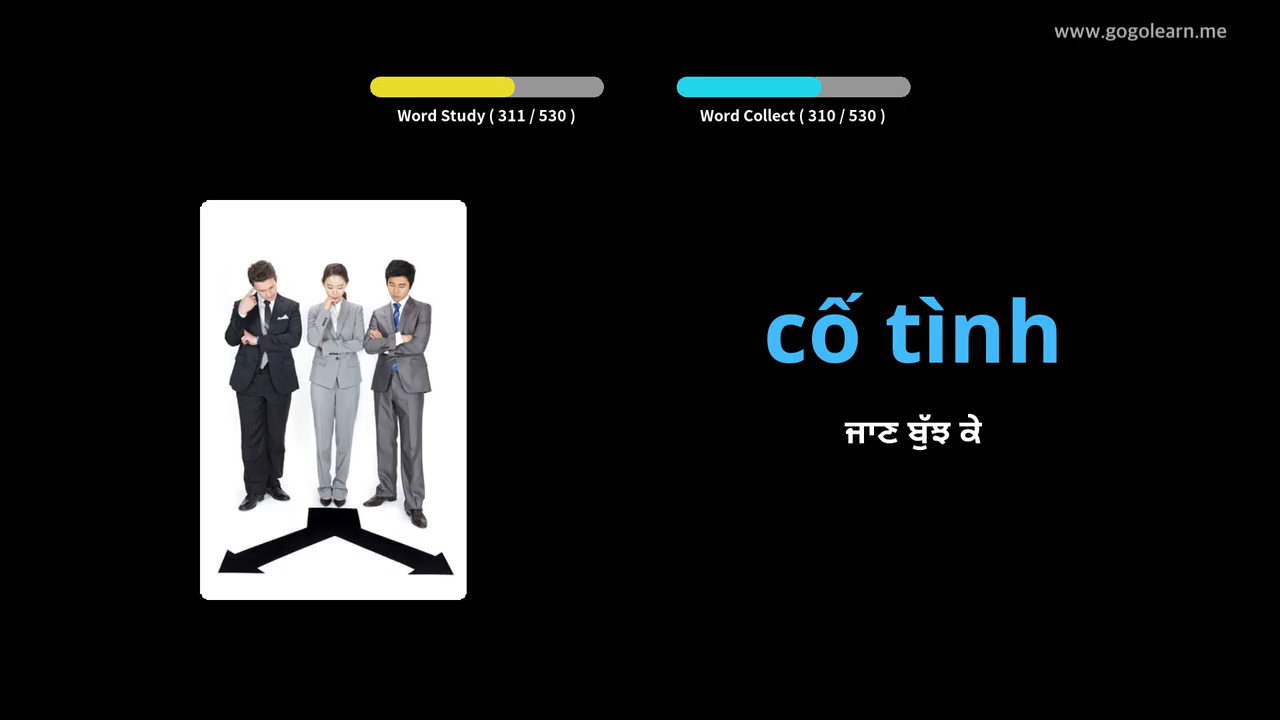 www.gogolearn.me
Word Study ( 311 / 530 )
Word Collect ( 310 / 530 )
cố tình
ਜਾਣ ਬੁੱਝ ਕੇ